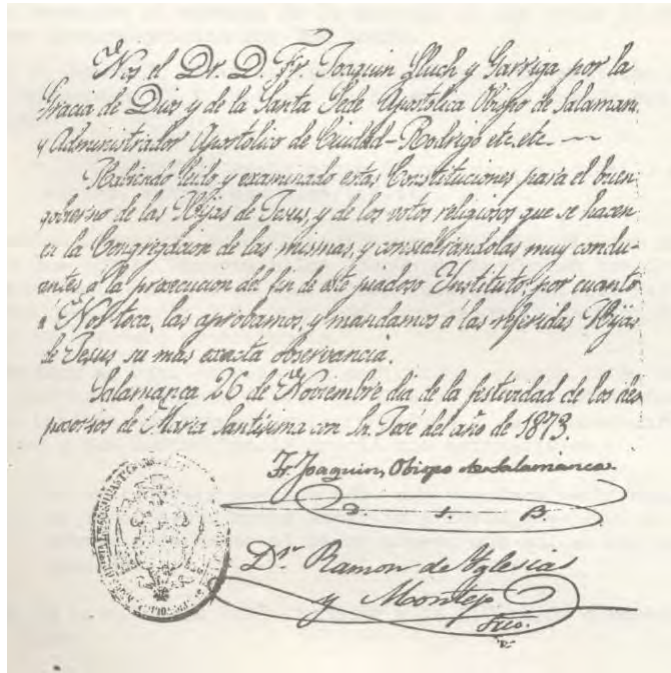 Nos el Dr. D. Fr. Joaquin Lluch y Garriga por la
Gracia de Dios y de la Santa Sede Apostólica Obispo de Salaman.
y Administrador Apostólico de Ciudad-Rodrigo etc. etc. —
Habiendo leido y examinado estas Constituciones para el buen
gobierno de las Hijas de Jesus, y de los votos religiosos que se hacen
en la Congregacion de las mismas, y considerándolas muy condu-
centes á la prosecucion del fin de este piadoso Instituto, por cuanto
á Nos toca, las aprobamos, y mandamos á las referidas Hijas
de Jesus su mas exacta observancia.
Salamanca 26 de Noviembre dia de la festividad de los des
posorios de Maria Santisima con Sn. José del año de 1873.
Fr. Joaquin, Obispo de Salamanca.
D. S. B.
Dr. Ramon de Yglesias
y Montejo
Srio.